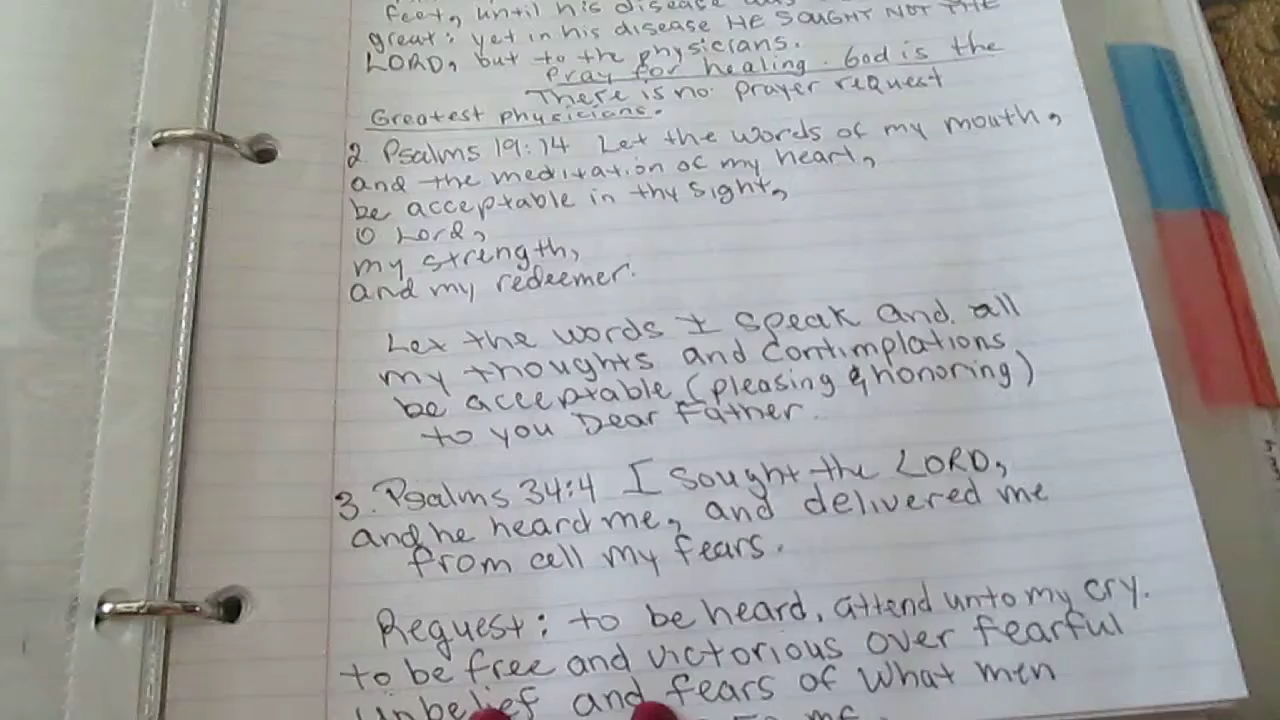 feet, until his disease was
great: yet in his disease HE SOUGHT NOT THE
LORD, but to the physicians.
Pray for healing. God is the
There is no prayer request
Greatest physicians.
2. Psalms 19:14 Let the words of my mouth,
and the meditation of my heart,
be acceptable in thy sight,
O Lord,
my strength,
and my redeemer.
Let the words I speak and all
my thoughts and contimplations
be acceptable (pleasing & honoring)
to you Dear Father.
3. Psalms 34:4 I sought the LORD,
and he heard me, and delivered me
from all my fears.
Request: to be heard, attend unto my cry.
to be free and victorious over fearful
unbelief and fears of what men
to me.